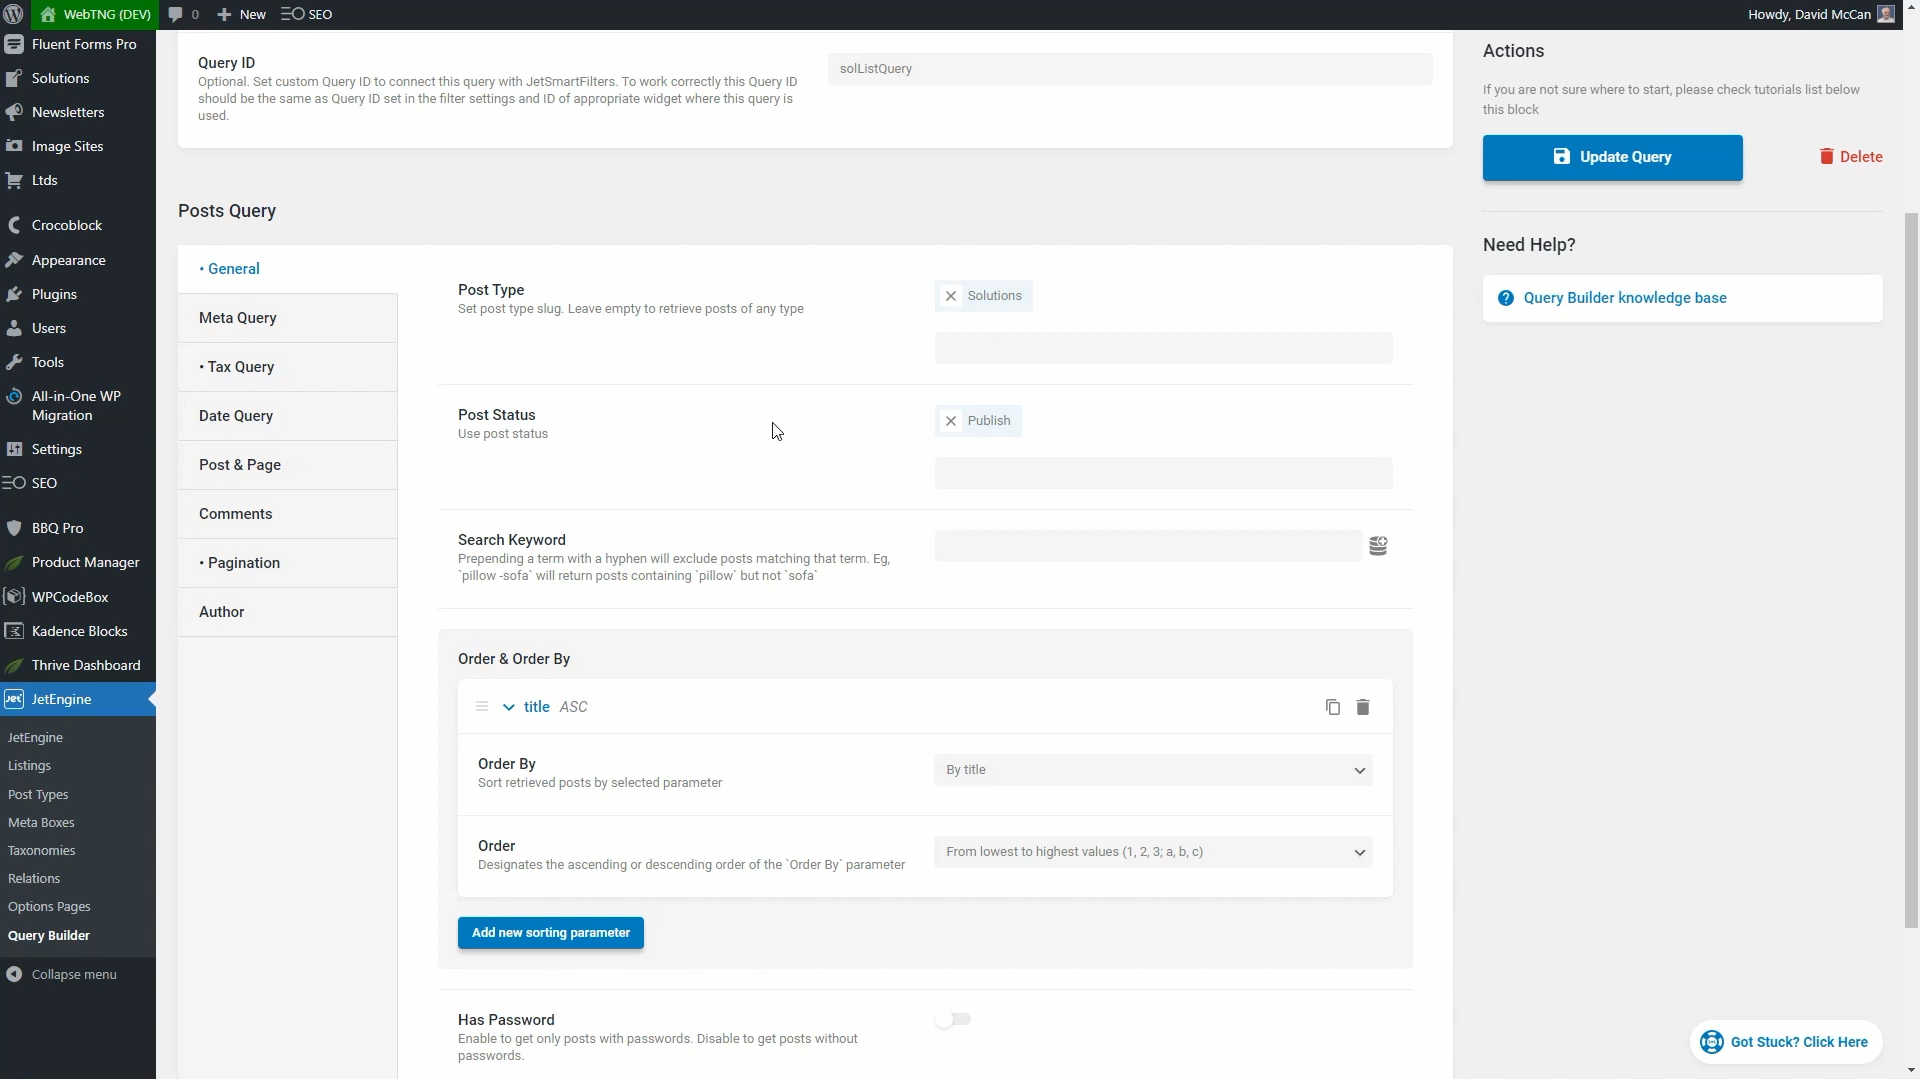 WebTNG (DEV)
0
New
SEO
Howdy, David McCan
Fluent Forms Pro
Solutions
Newsletters
Image Sites
Ltds
Crocoblock
Appearance
Plugins
Users
Tools
All-in-One WP
Migration
Settings
SEO
BBQ Pro
Product Manager
WPCodeBox
Kadence Blocks
Thrive Dashboard
JetEngine
JetEngine
Listings
Post Types
Meta Boxes
Taxonomies
Relations
Options Pages
Query Builder
Collapse menu
Query ID
Optional. Set custom Query ID to connect this query with JetSmartFilters. To work correctly this Query ID
should be the same as Query ID set in the filter settings and ID of appropriate widget where this query is
used.
solListQuery
Posts Query
• General
Meta Query
• Tax Query
Date Query
Post & Page
Comments
• Pagination
Author
Post Type
Set post type slug. Leave empty to retrieve posts of any type
Solutions
Post Status
Use post status
Publish
Search Keyword
Prepending a term with a hyphen will exclude posts matching that term. Eg,
`pillow -sofa` will return posts containing `pillow` but not `sofa`
Order & Order By
title ASC
Order By
Sort retrieved posts by selected parameter
By title
Order
Designates the ascending or descending order of the `Order By` parameter
From lowest to highest values (1, 2, 3; a, b, c)
Add new sorting parameter
Has Password
Enable to get only posts with passwords. Disable to get posts without
passwords.
Actions
If you are not sure where to start, please check tutorials list below
this block
Update Query
Delete
Need Help?
Query Builder knowledge base
Got Stuck? Click Here